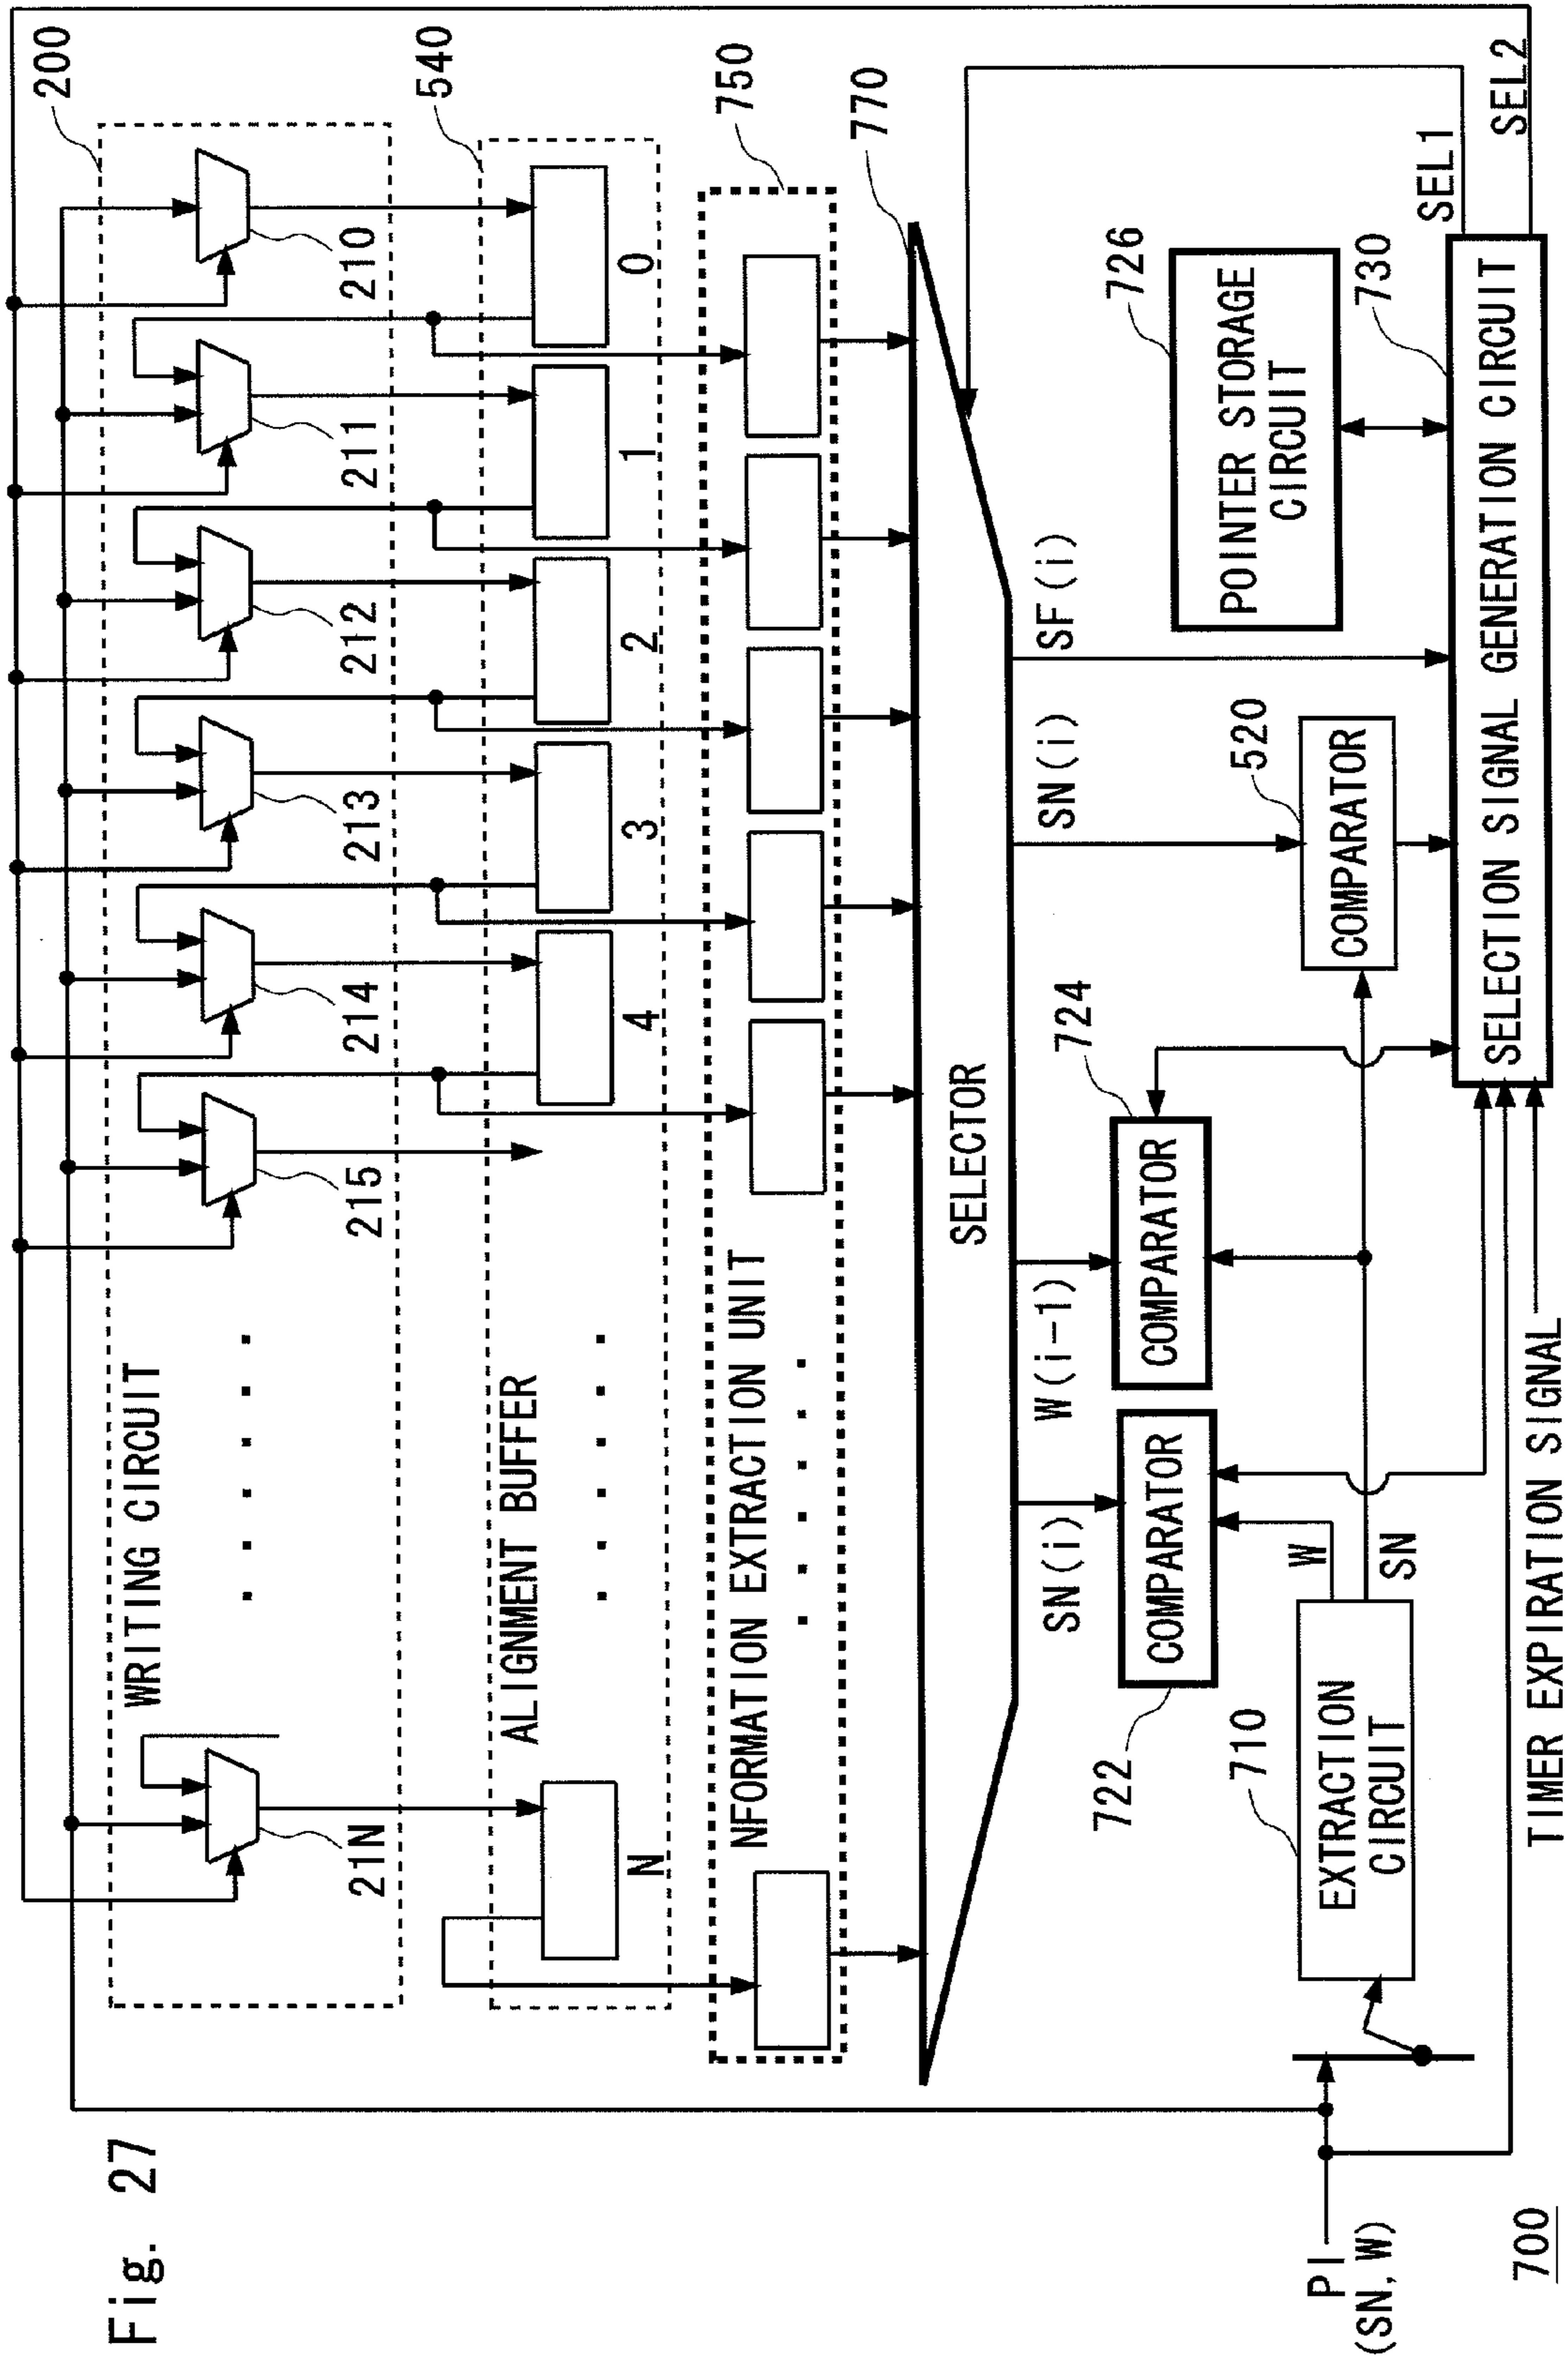 Fig. 27
700
200
WRITING CIRCUIT
210
211
212
213
214
215
21N
540
ALIGNMENT BUFFER
0
1
2
3
4
N
750
NFORMATION EXTRACTION UNIT
770
SELECTOR
SN(i)
W(i-1)
SN(i)
SF(i)
722
COMPARATOR
724
COMPARATOR
520
COMPARATOR
726
POINTER STORAGE
CIRCUIT
710
EXTRACTION
CIRCUIT
W
SN
730
SELECTION SIGNAL GENERATION CIRCUIT
SEL1
SEL2
PI
(SN, W)
TIMER EXPIRATION SIGNAL